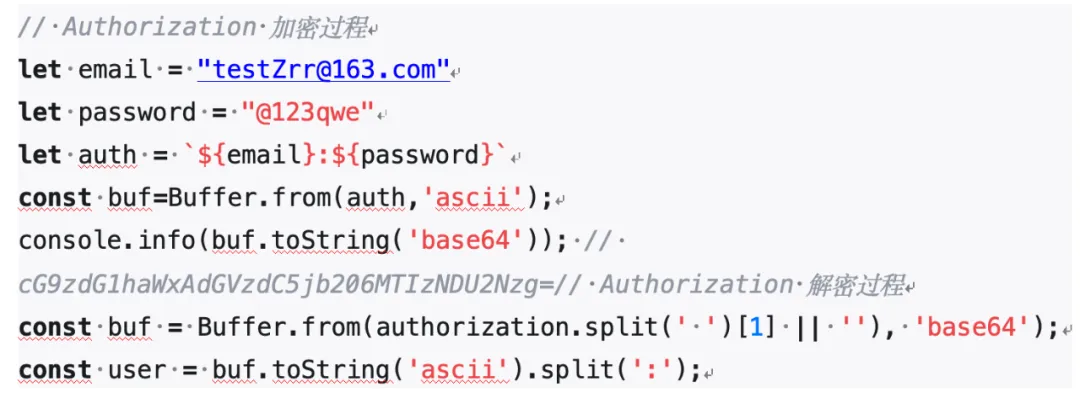 // Authorization 加密过程
let email = "testZrr@163.com"
let password = "@123qwe"
let auth = `${email}:${password}`
const buf=Buffer.from(auth,'ascii');
console.info(buf.toString('base64')); //
cG9zdG1haWxAdGVzdC5jb206MTIzNDU2Nzg=// Authorization 解密过程
const buf = Buffer.from(authorization.split(' ')[1] || ''), 'base64');
const user = buf.toString('ascii').split(':');